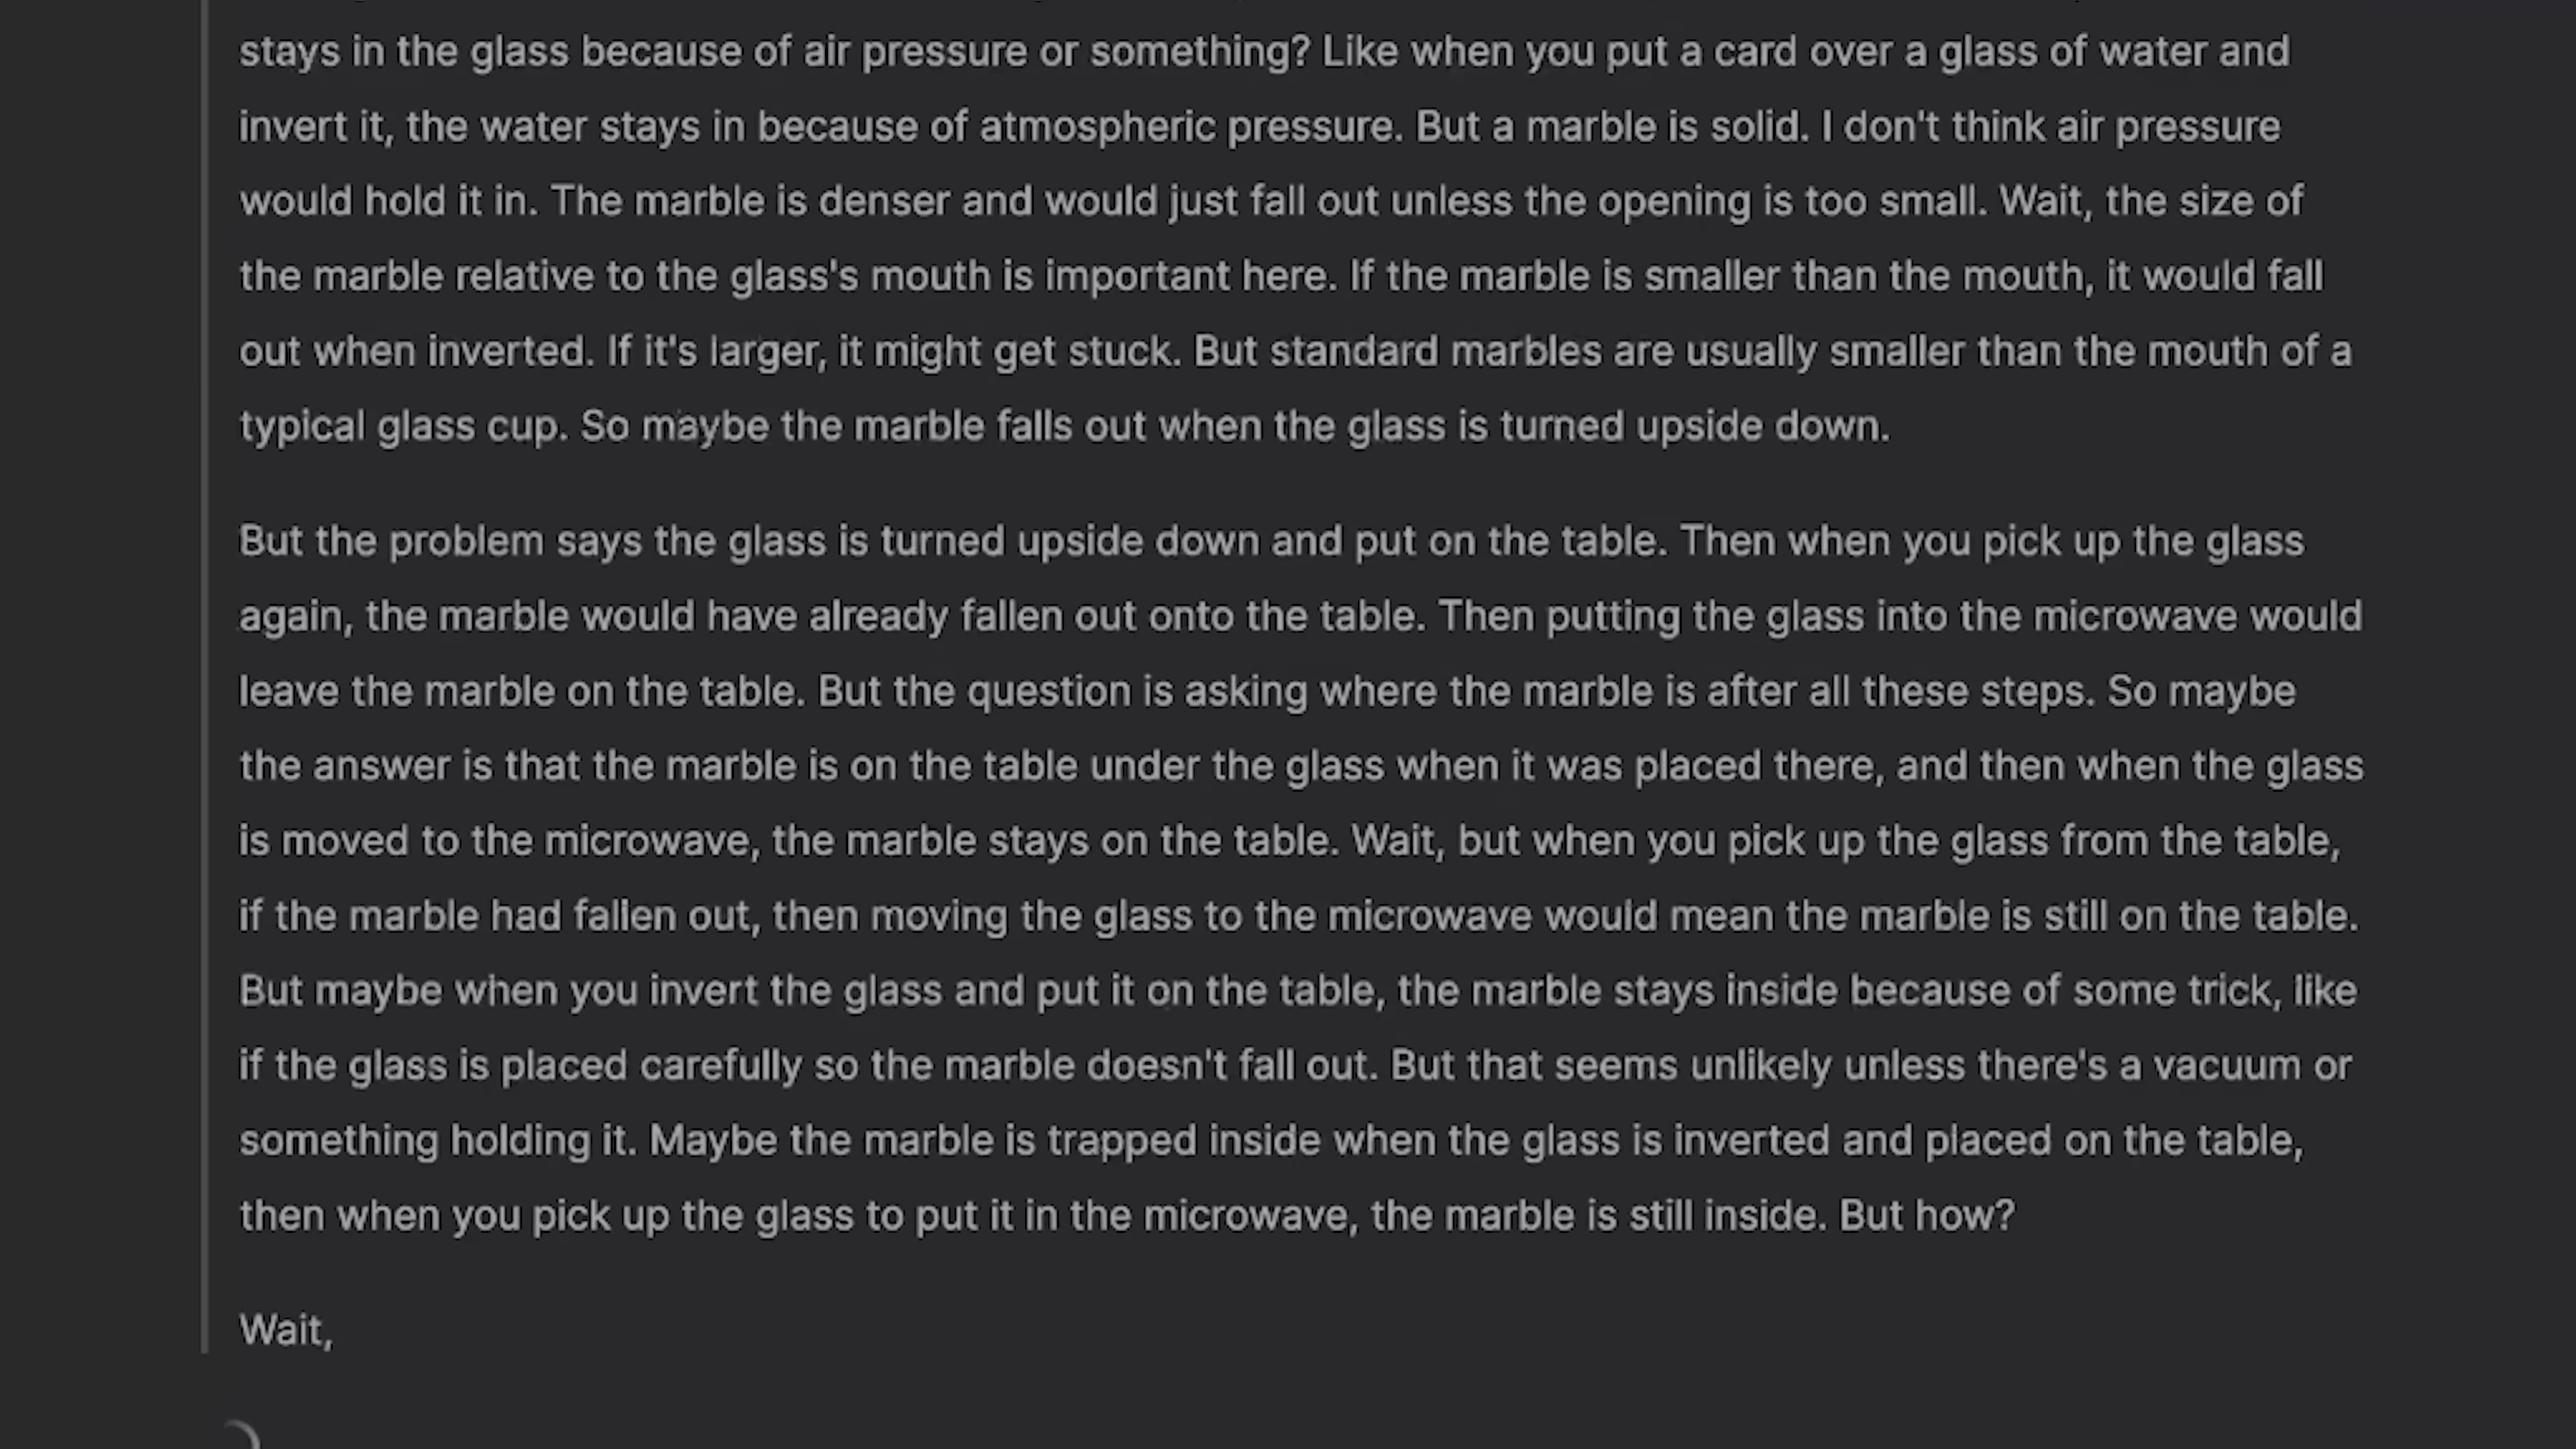 stays in the glass because of air pressure or something? Like when you put a card over a glass of water and
invert it, the water stays in because of atmospheric pressure. But a marble is solid. I don't think air pressure
would hold it in. The marble is denser and would just fall out unless the opening is too small. Wait, the size of
the marble relative to the glass's mouth is important here. If the marble is smaller than the mouth, it would fall
out when inverted. If it's larger, it might get stuck. But standard marbles are usually smaller than the mouth of a
typical glass cup. So maybe the marble falls out when the glass is turned upside down.
But the problem says the glass is turned upside down and put on the table. Then when you pick up the glass
again, the marble would have already fallen out onto the table. Then putting the glass into the microwave would
leave the marble on the table. But the question is asking where the marble is after all these steps. So maybe
the answer is that the marble is on the table under the glass when it was placed there, and then when the glass
is moved to the microwave, the marble stays on the table. Wait, but when you pick up the glass from the table,
if the marble had fallen out, then moving the glass to the microwave would mean the marble is still on the table.
But maybe when you invert the glass and put it on the table, the marble stays inside because of some trick, like
if the glass is placed carefully so the marble doesn't fall out. But that seems unlikely unless there's a vacuum or
something holding it. Maybe the marble is trapped inside when the glass is inverted and placed on the table,
then when you pick up the glass to put it in the microwave, the marble is still inside. But how?
Wait,